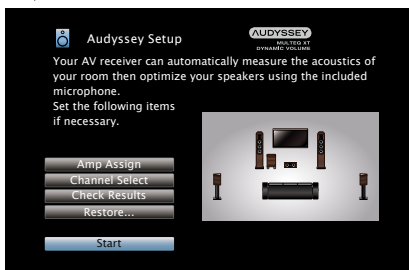 Audyssey Setup
AUDYSSEY
MULTEQ XT
DYNAMIC VOLUME
Your AV receiver can automatically measure the acoustics of
your room then optimize your speakers using the included
microphone.
Set the following items
if necessary.
Amp Assign
Channel Select
Check Results
Restore...
Start